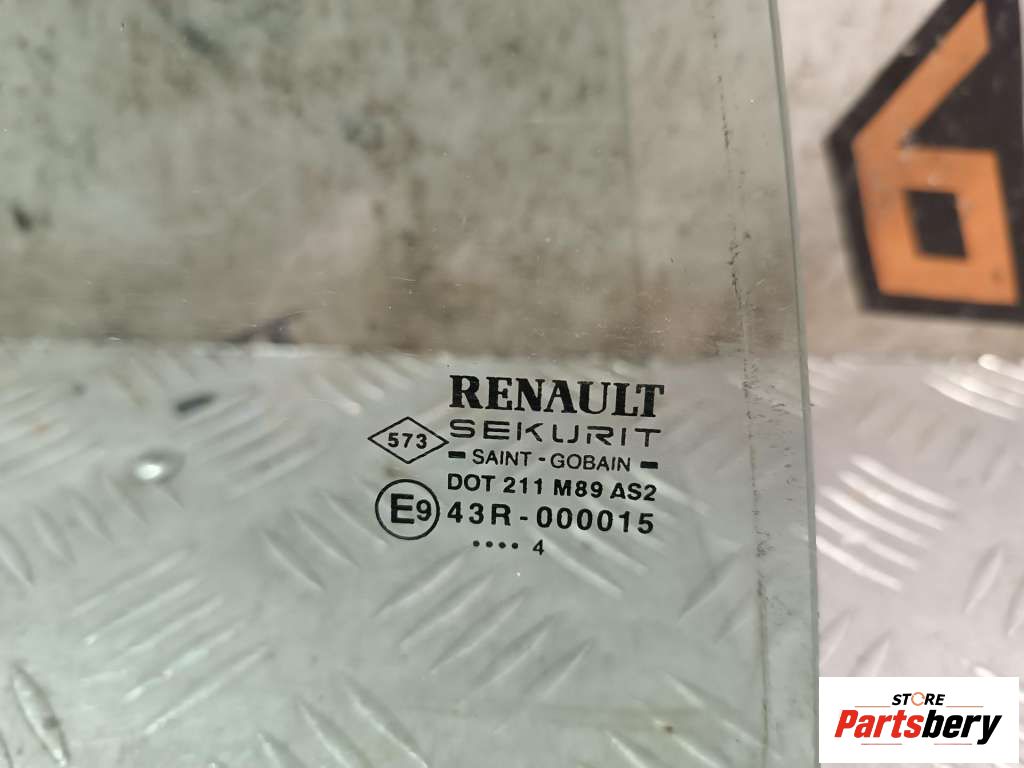 6
RENAULT
573
SEKURIT
SAINT - GOBAIN
DOT 211 M89 AS2
E9 43R - 000015
•••• 4
STORE
Partsbery